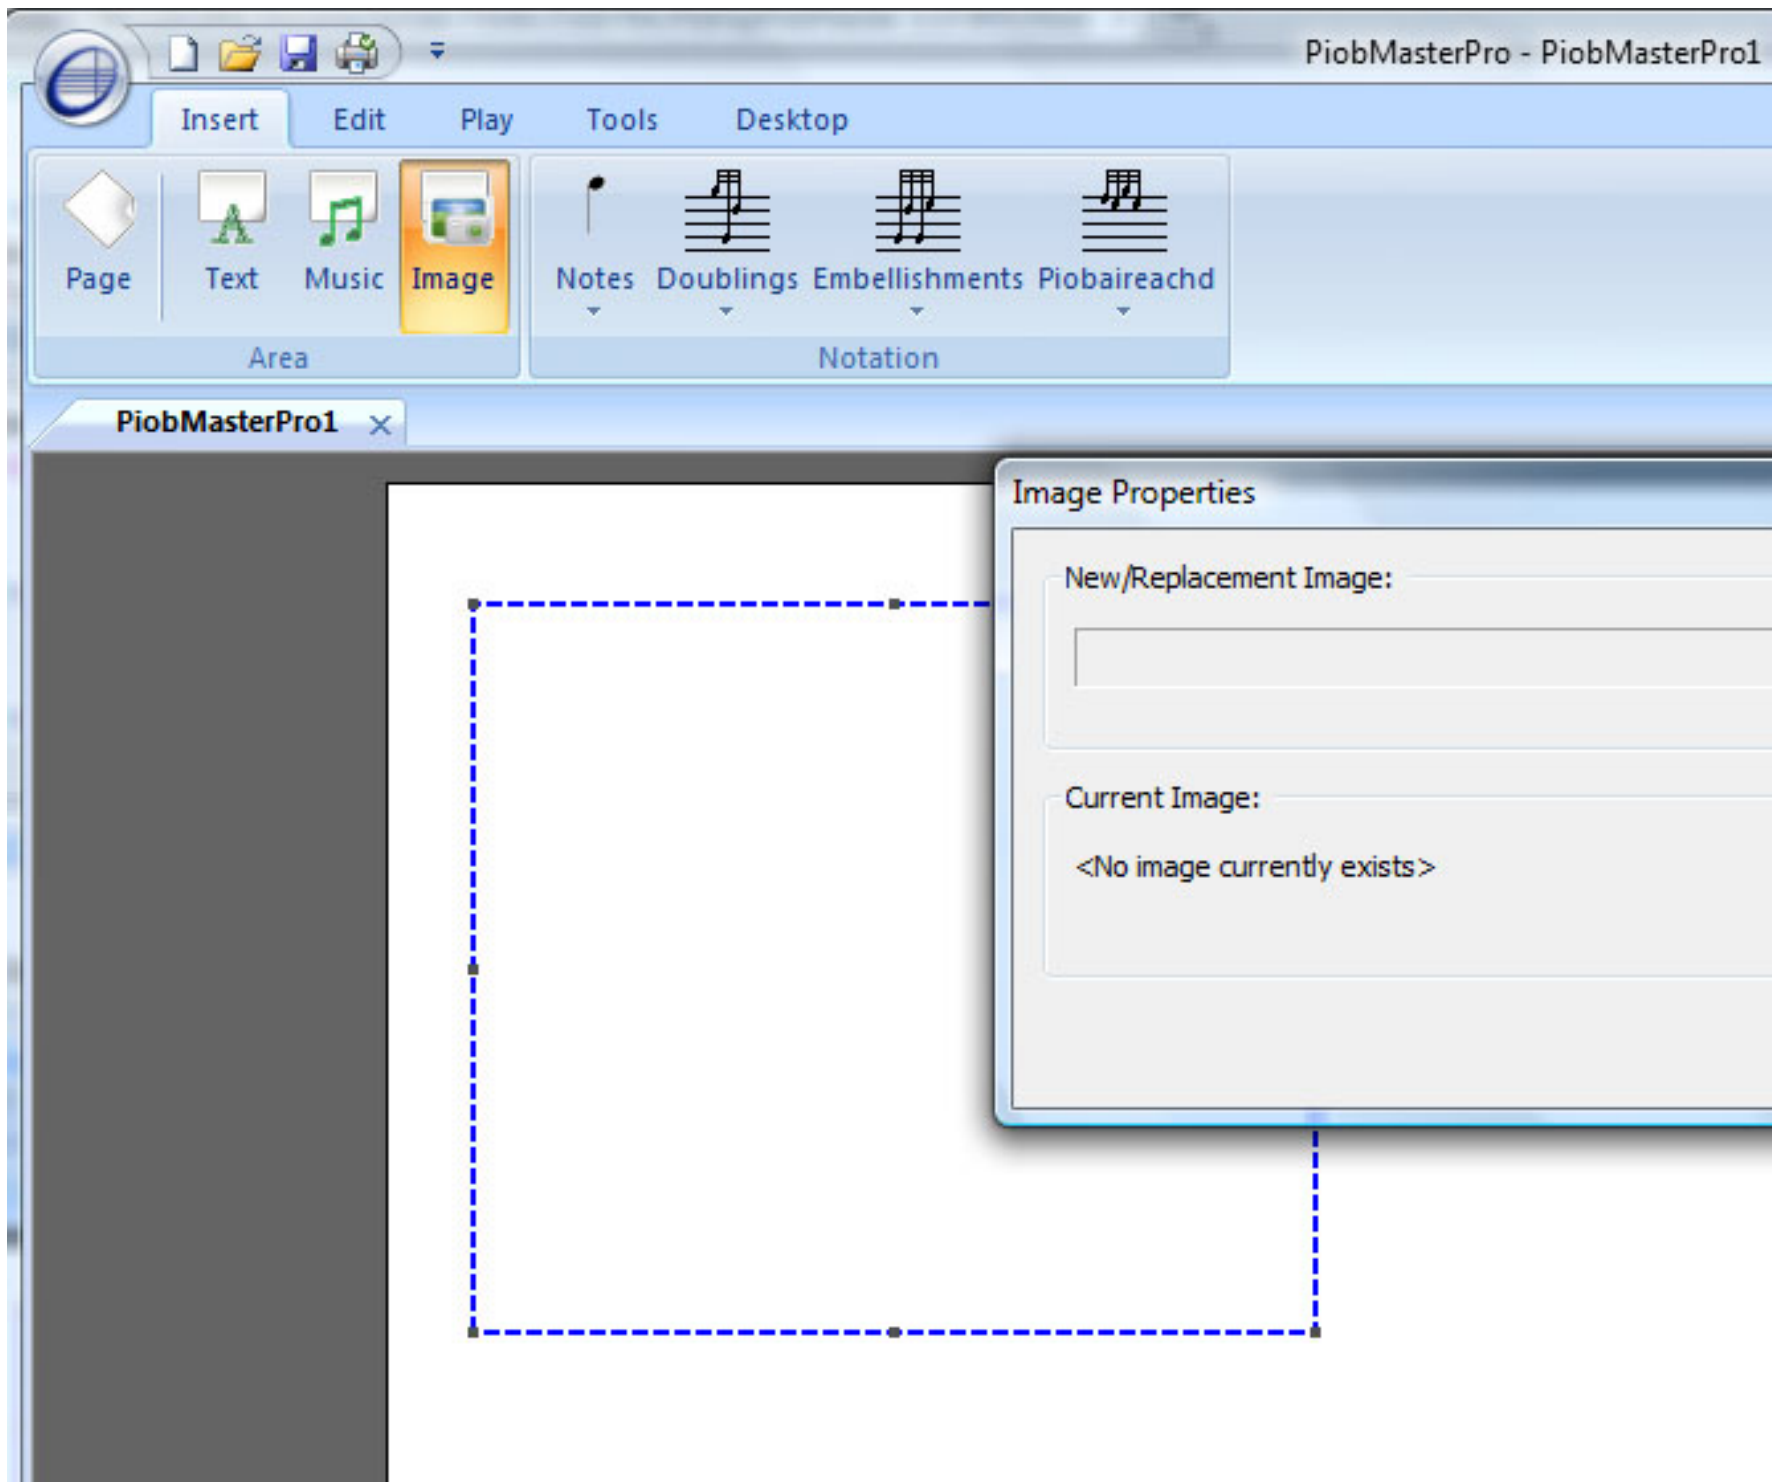 PiobMasterPro - PiobMasterPro1
Insert Edit Play Tools Desktop
Page Text Music Image Notes Doublings Embellishments Piobaireachd
Area Notation
PiobMasterPro1
Image Properties
New/Replacement Image:
Current Image:
<No image currently exists>